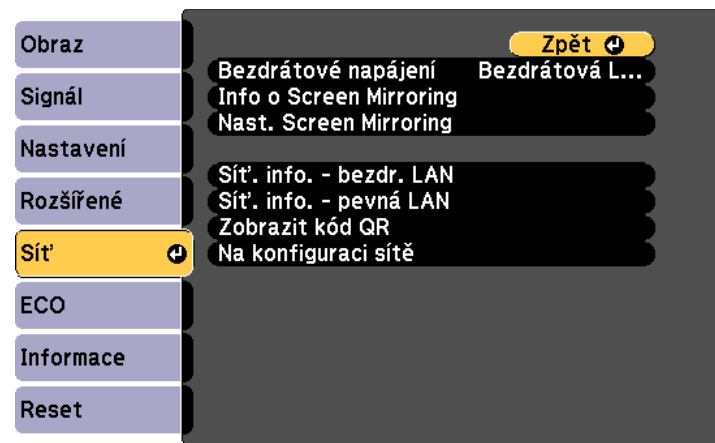 Obraz
Signál
Nastavení
Rozšířené
Síť
ECO
Informace
Reset
Zpět
Bezdrátové napájení Bezdrátová L...
Info o Screen Mirroring
Nast. Screen Mirroring
Síť. info. - bezdr. LAN
Síť. info. - pevná LAN
Zobrazit kód QR
Na konfiguraci sítě